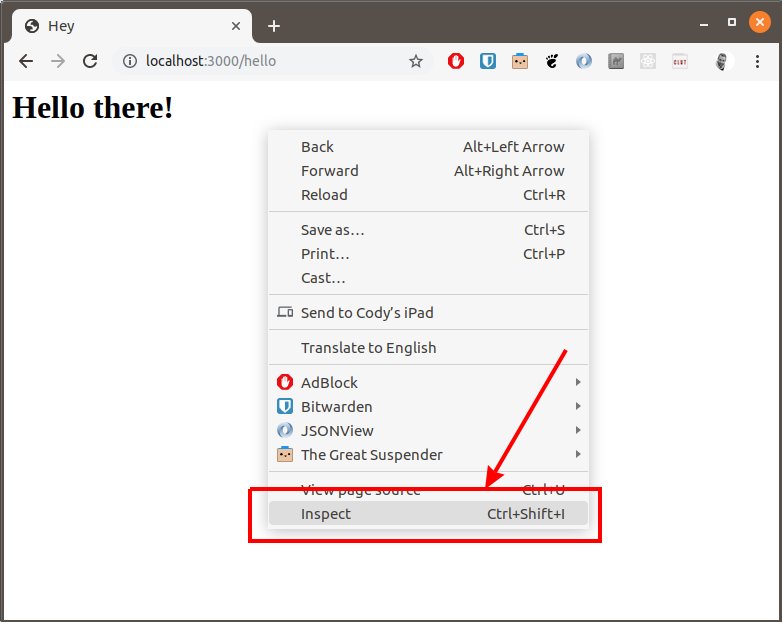 Hey
localhost:3000/hello
Hello there!
Back Alt+Left Arrow
Forward Alt+Right Arrow
Reload Ctrl+R
Save as... Ctrl+S
Print... Ctrl+P
Cast...
Send to Cody's iPad
Translate to English
AdBlock
Bitwarden
JSONView
The Great Suspender
View page source Ctrl+U
Inspect Ctrl+Shift+I